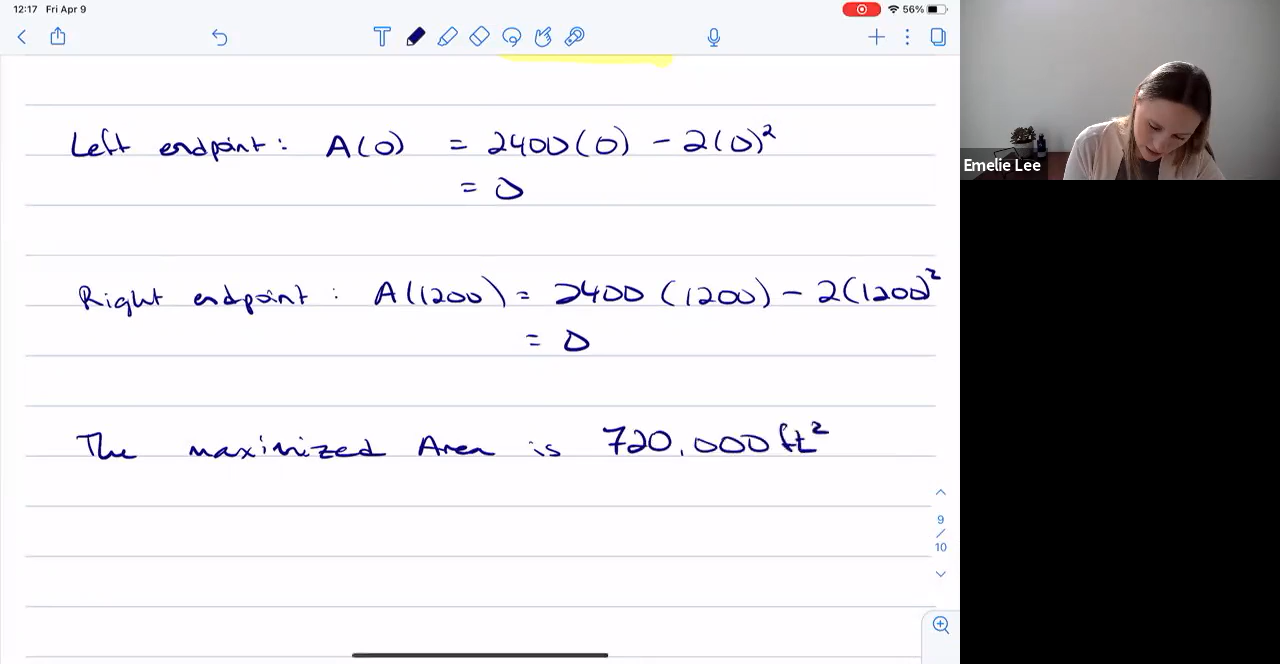 12:17 Fri Apr 9
56%
T
Left endpoint: A(0) = 2400(0) - 2(0)²
= 0
Emelie Lee
Right endpoint: A(1200) = 2400 (1200) - 2(1200)²
= 0
The maximized Area is 720,000 ft²
9
/
10